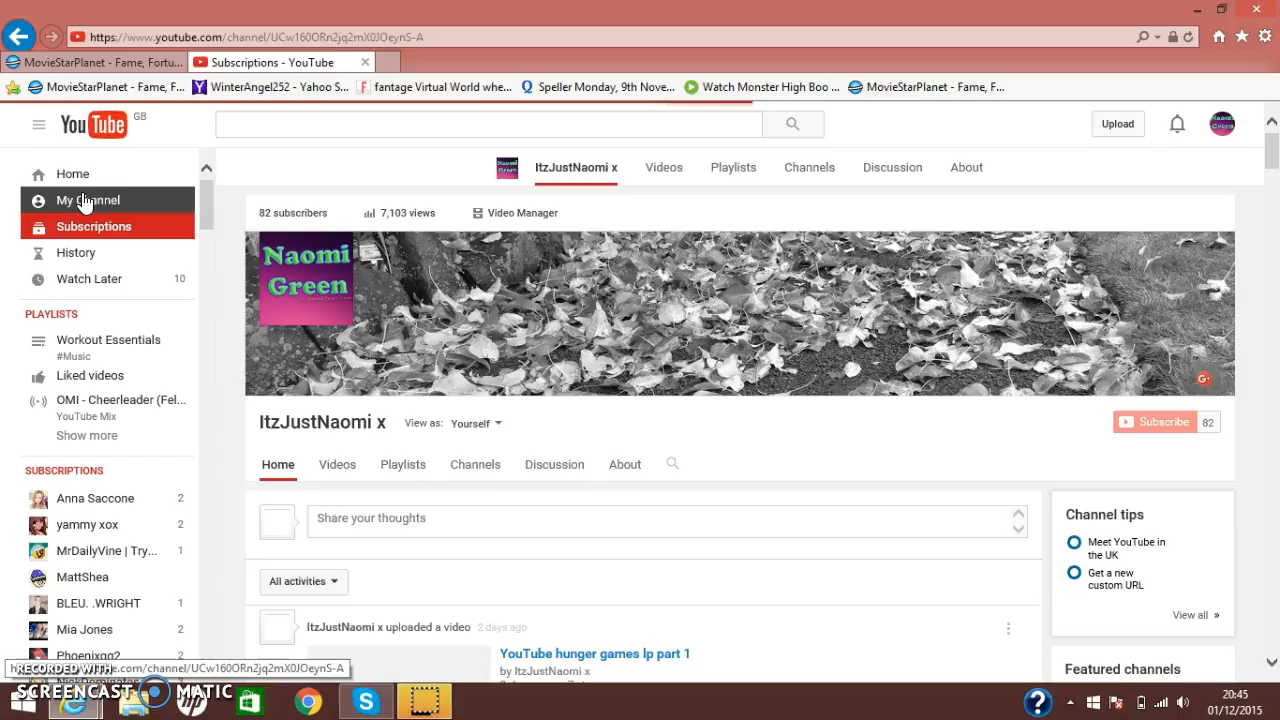 https://www.youtube.com/channel/UCw160ORn2jq2mX0JOeynS-A
MovieStarPlanet - Fame, Fortu...
Subscriptions - YouTube
MovieStarPlanet - Fame, F...
WinterAngel252 - Yahoo S...
fantage Virtual World whe...
Speller Monday, 9th Nove...
Watch Monster High Boo ...
MovieStarPlanet - Fame, F...
YouTube GB
Upload
Home
My Channel
Subscriptions
History
Watch Later 10
PLAYLISTS
Workout Essentials
#Music
Liked videos
OMI - Cheerleader (Fel...
YouTube Mix
Show more
SUBSCRIPTIONS
Anna Saccone 2
yammy xox 2
MrDailyVine | Try... 1
MattShea
BLEU. .WRIGHT 1
Mia Jones 2
Phoenixgg? 2
ItzJustNaomi x
Videos
Playlists
Channels
Discussion
About
82 subscribers
7,103 views
Video Manager
Naomi
Green
ItzJustNaomi x
View as: Yourself
Subscribe 82
Home
Videos
Playlists
Channels
Discussion
About
Share your thoughts
All activities
ItzJustNaomi x uploaded a video 2 days ago
YouTube hunger games lp part 1
by ItzJustNaomi x
Channel tips
Meet YouTube in
the UK
Get a new
custom URL
View all »
Featured channels
e.com/channel/UCw160ORn2jq2mX0JOeynS-A
RECORDED WITH
SCREENCAST MATIC
20:45
01/12/2015